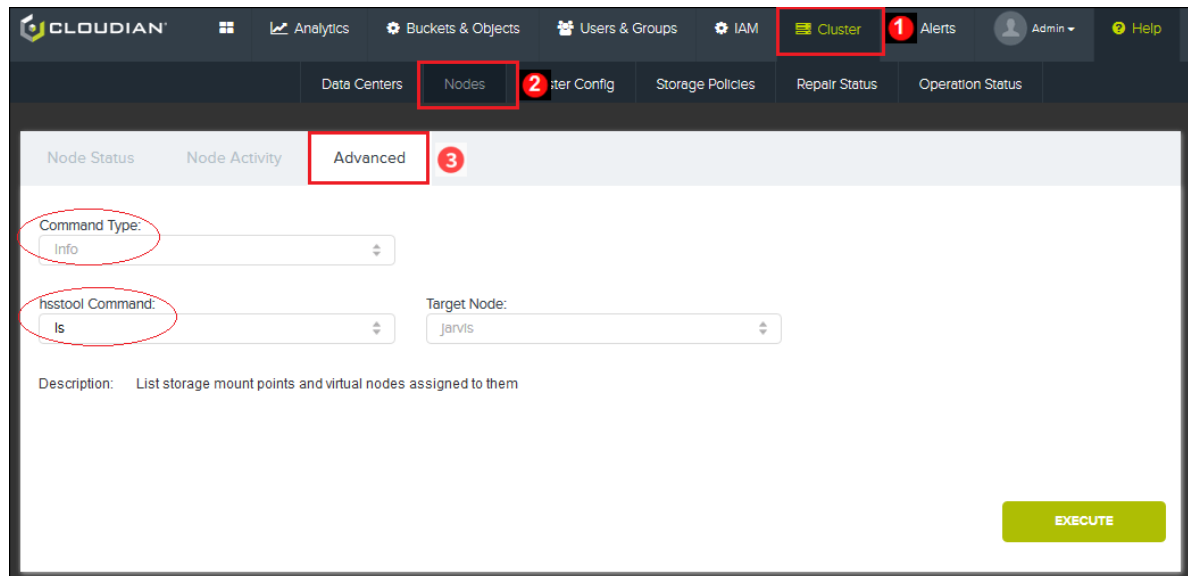 CLOUDIAN Analytics Buckets & Objects Users & Groups IAM Cluster 1 Alerts Admin Help
Data Centers Nodes 2 ster Config Storage Policies Repair Status Operation Status
Node Status Node Activity Advanced 3
Command Type:
Info
hsstool Command: Target Node:
ls jarvis
Description: List storage mount points and virtual nodes assigned to them
EXECUTE